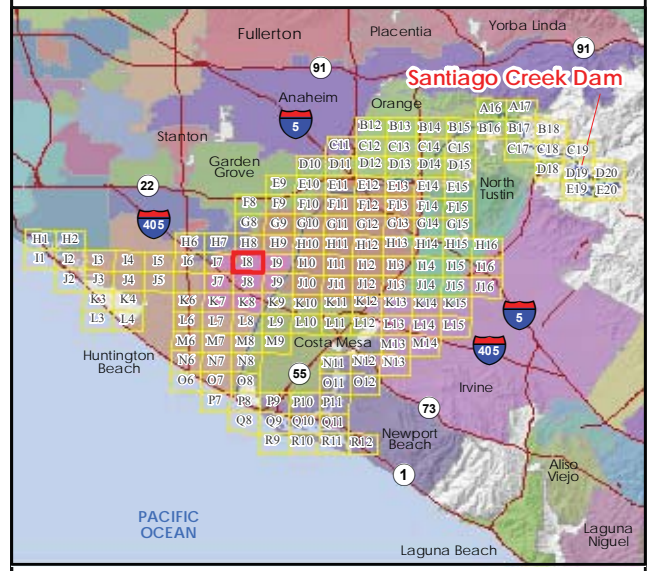 Fullerton
Placentia
Yorba Linda
91
91
Santiago Creek Dam
Anaheim
Orange
A16 A17
5
B12 B13 B14 B15 B16 B17 B18
Stanton
C11 C12 C13 C14 C15 C17 C18 C19
Garden
Grove
D10 D11 D12 D13 D14 D15 D18 D19 D20
22
E9 E10 E11 E12 E13 E14 E15 E19 E20
North
Tustin
F8 F9 F10 F11 F12 F13 F14 F15
405
G8 G9 G10 G11 G12 G13 G14 G15
H1 H2 H6 H7 H8 H9 H10 H11 H12 H13 H14 H15 H16
I1 I2 I3 I4 I5 I6 I7 I8 I9 I10 I11 I12 I13 I14 I15 I16
J2 J3 J4 J5 J7 J8 J9 J10 J11 J12 J13 J14 J15 J16
K3 K4 K6 K7 K8 K9 K10 K11 K12 K13 K14 K15
5
L3 L4 L6 L7 L8 L9 L10 L11 L12 L13 L14 L15
M6 M7 M8 M9 Costa Mesa M13 M14
405
Huntington
Beach
N6 N7 N8 N11 N12 N13
55
O6 O7 O8 O11 O12
Irvine
P7 P8 P9 P10 P11
73
Q8 Q9 Q10 Q11
R9 R10 R11 R12
Newport
Beach
1
Aliso
Viejo
PACIFIC
OCEAN
Laguna
Niguel
Laguna Beach